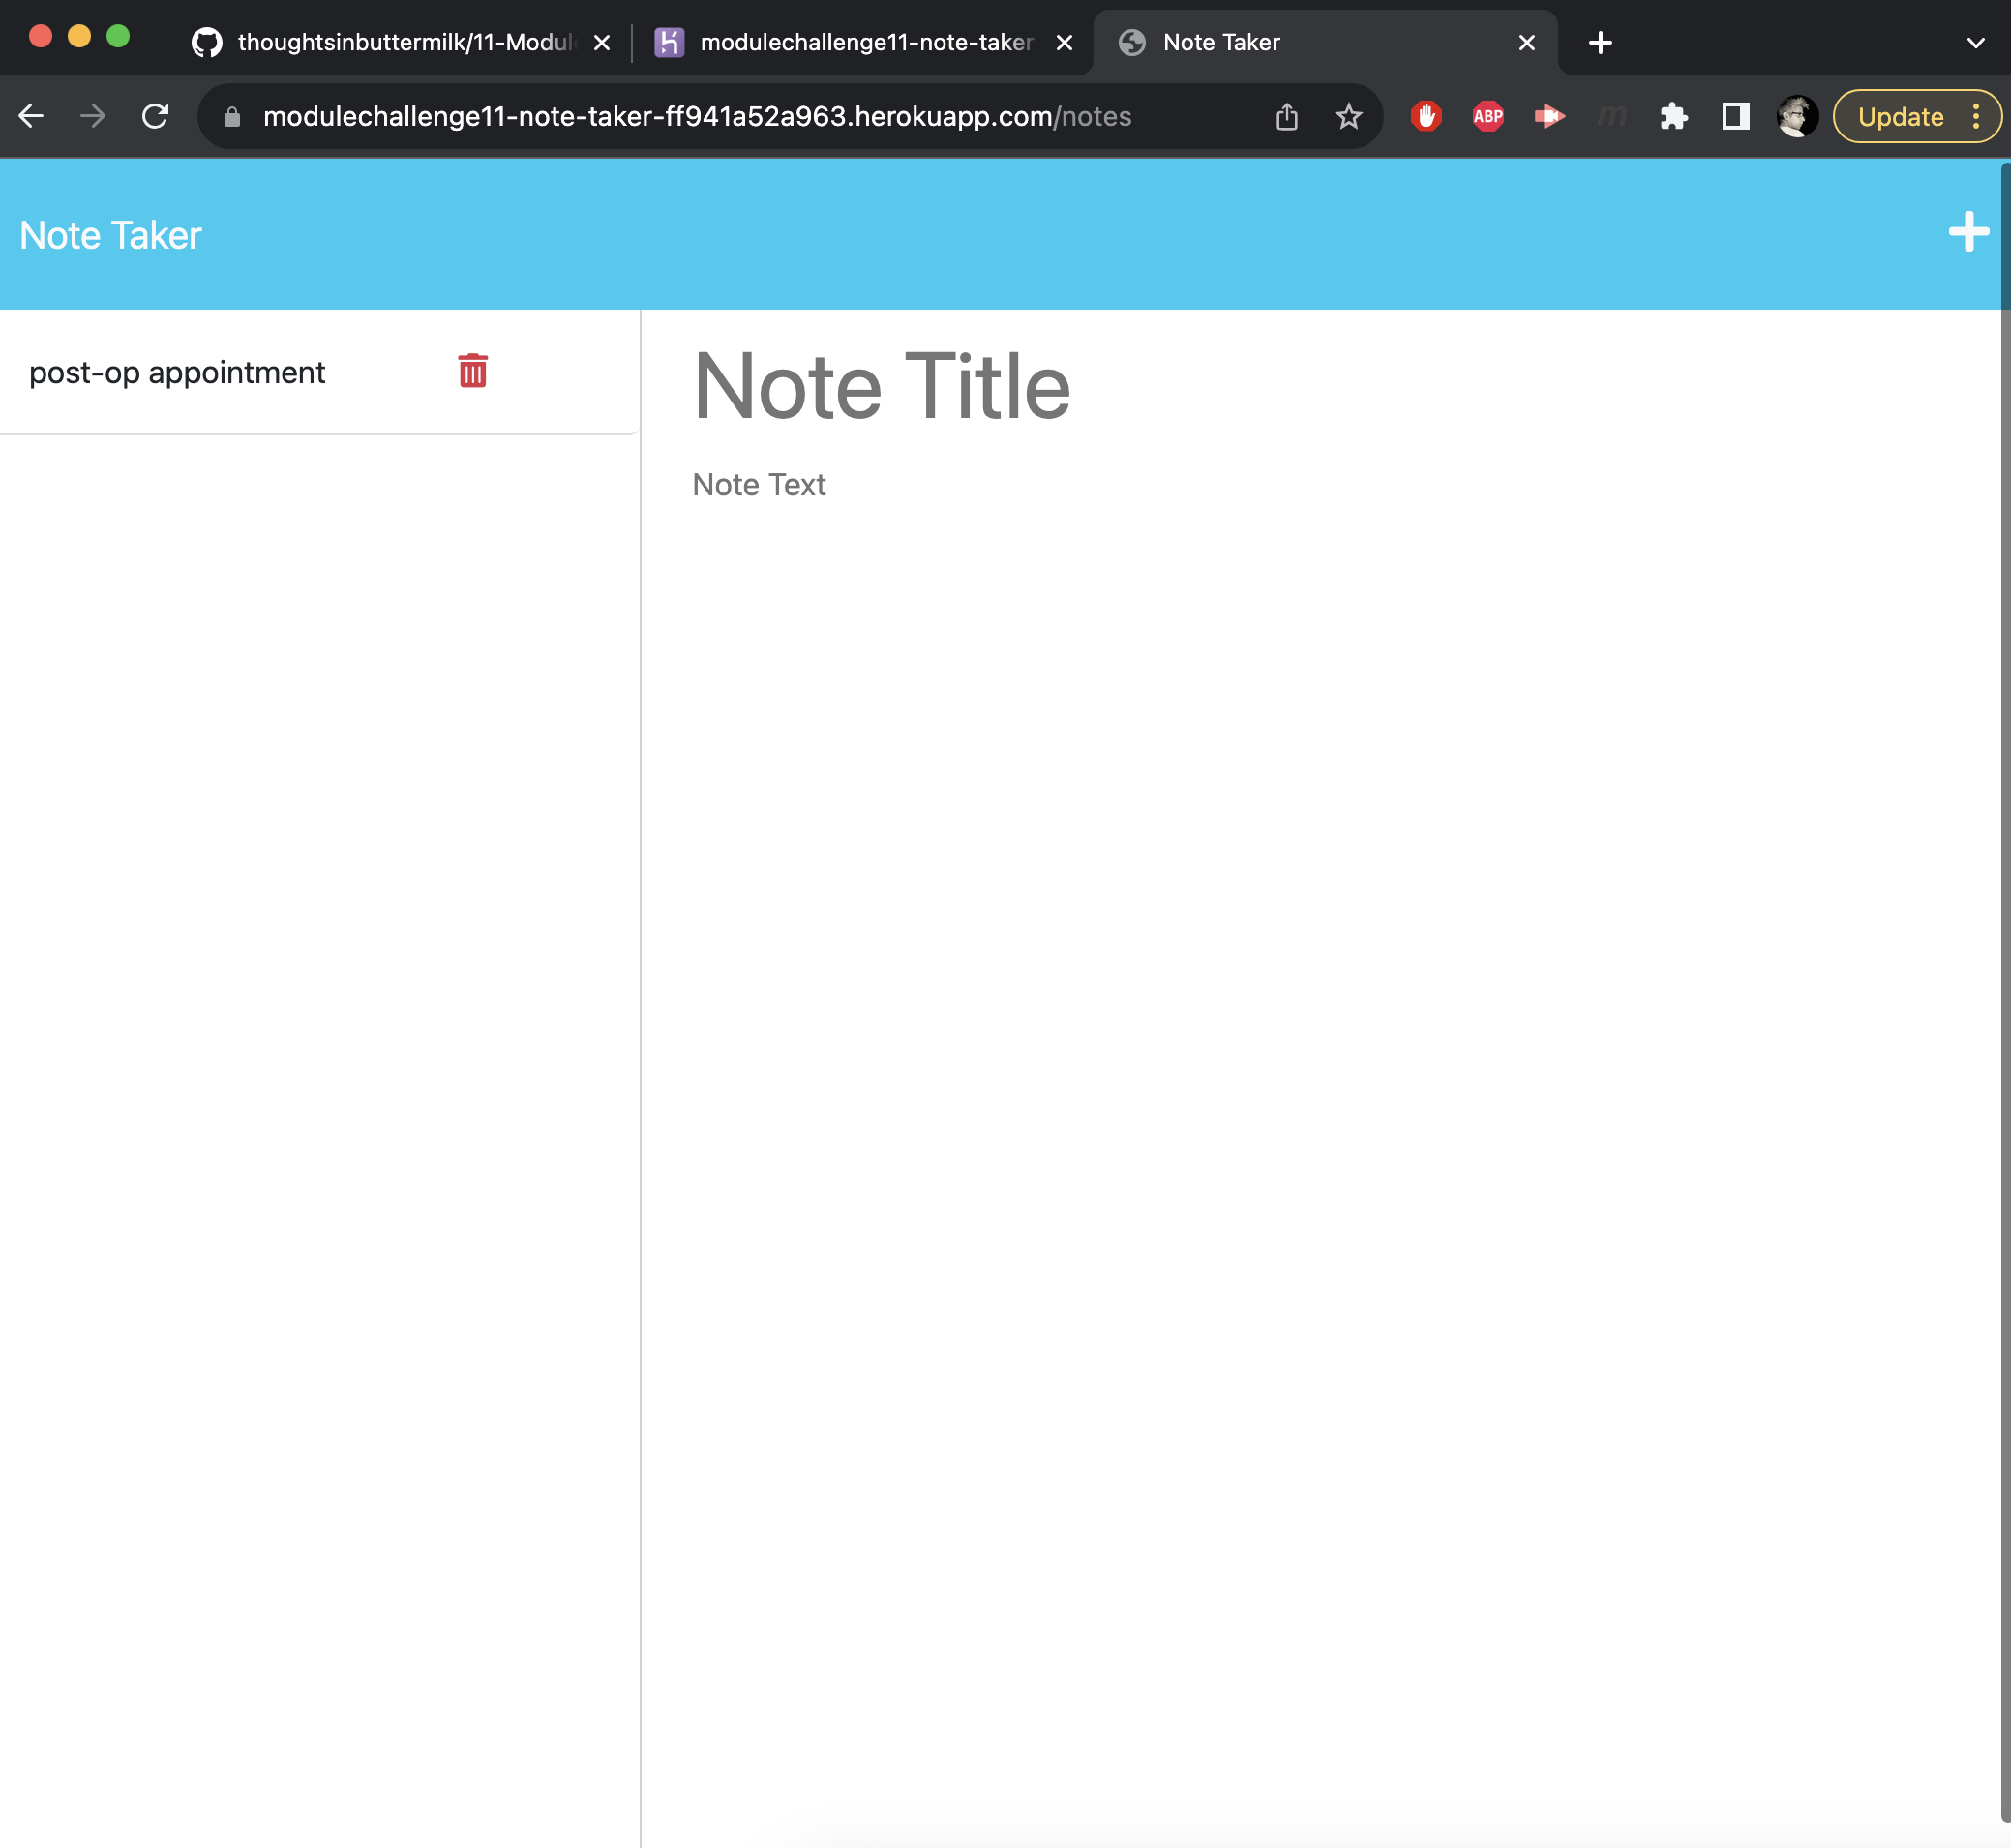 thoughtsinbuttermilk/11-Modul
modulechallenge11-note-taker
Note Taker
modulechallenge11-note-taker-ff941a52a963.herokuapp.com/notes
ABP
m
Update
Note Taker
post-op appointment
Note Title
Note Text